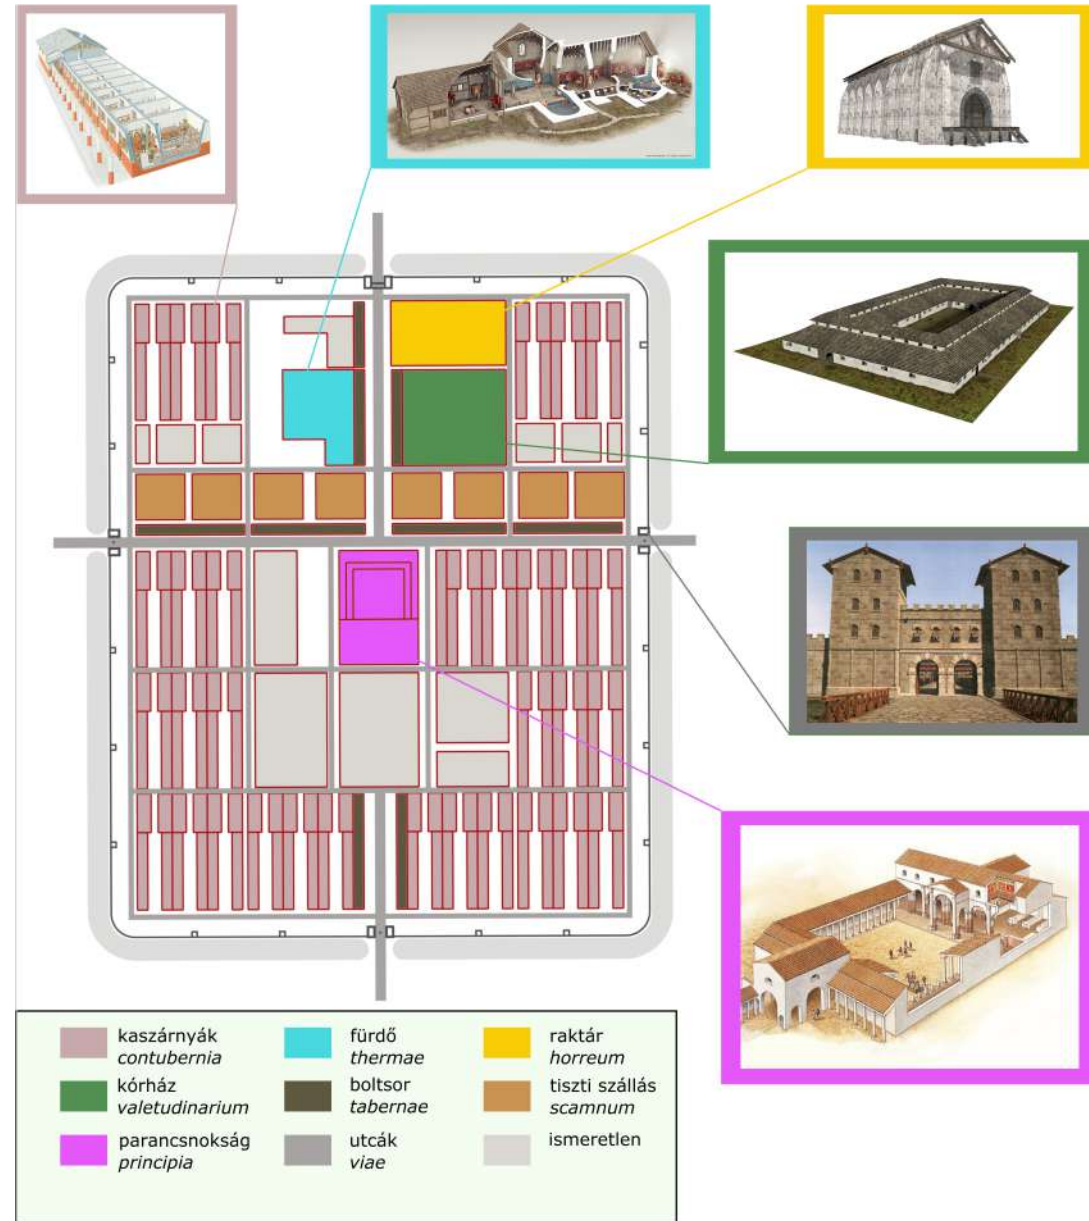 kaszárnyák
contubernia
fürdő
thermae
raktár
horreum
kórház
valetudinarium
boltsor
tabernae
tiszti szállás
scamnum
parancsnokság
principia
utcák
viae
ismeretlen